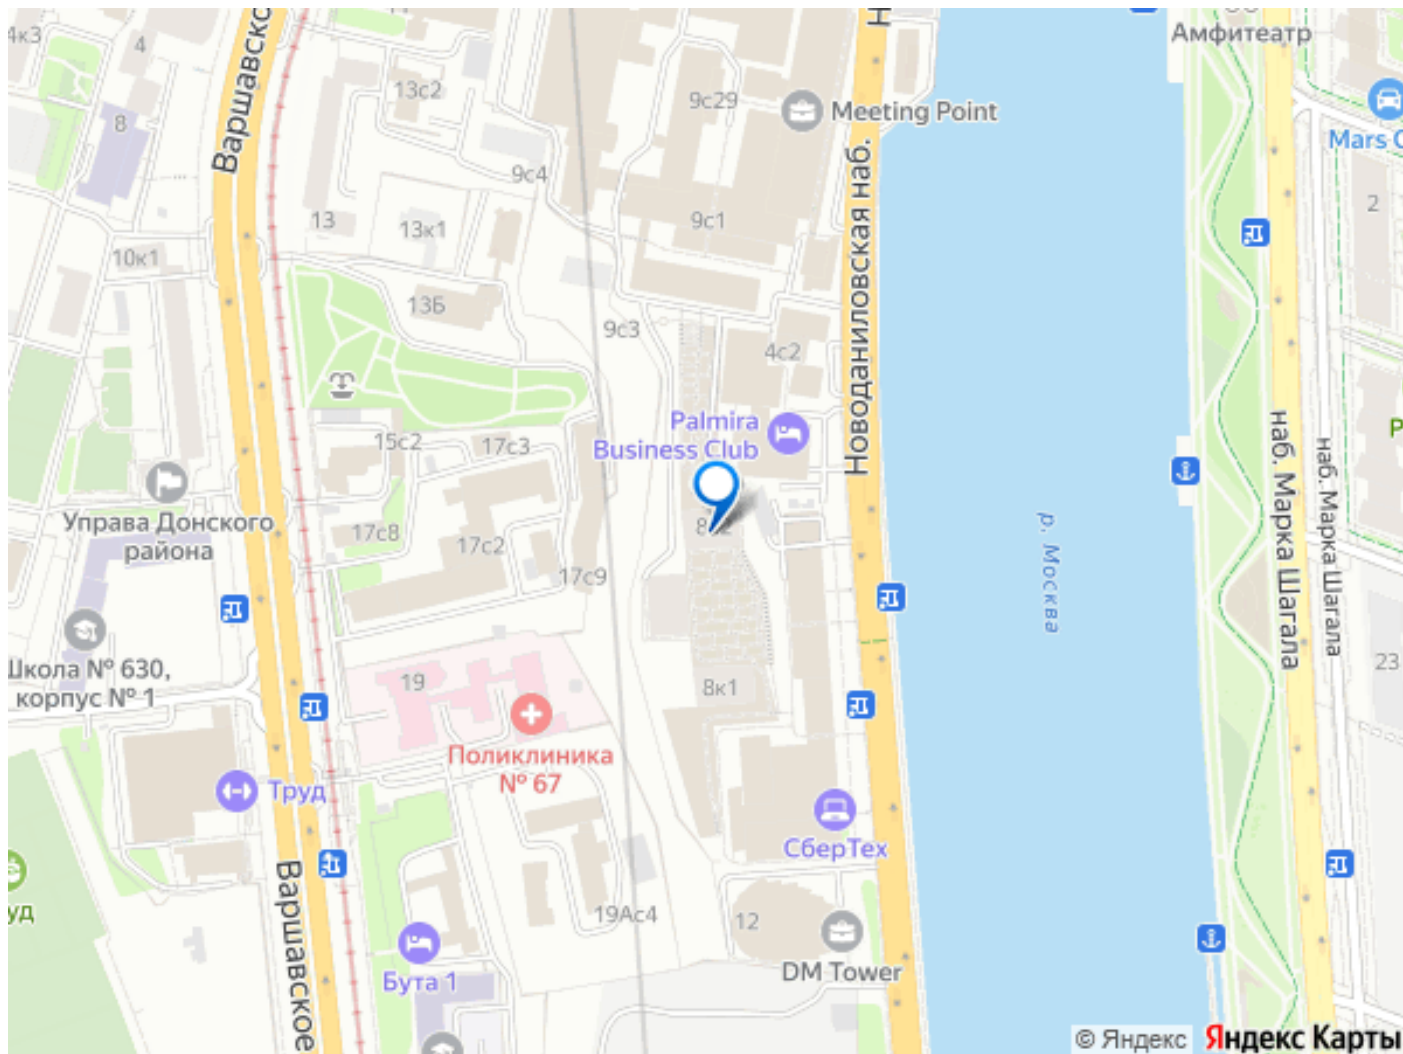 4к3
4
Варшавско
13с2
9с29
Meeting Point
Амфитеатр
Mars
8
9с4
2
13
13к1
9с1
Новоданиловская наб.
10к1
13Б
9с3
4с2
Palmira
Business Club
15с2
17с3
Управа Донского
района
17с8
17с2
17с9
р. Москва
наб. Марка Шагала
наб. Марка Шагала
Школа № 630,
корпус № 1
19
8к1
23
Поликлиника
№ 67
Труд
СберТех
Варшавское
уд
19Ас4
12
DM Tower
Бута 1
© Яндекс Яндекс Карты